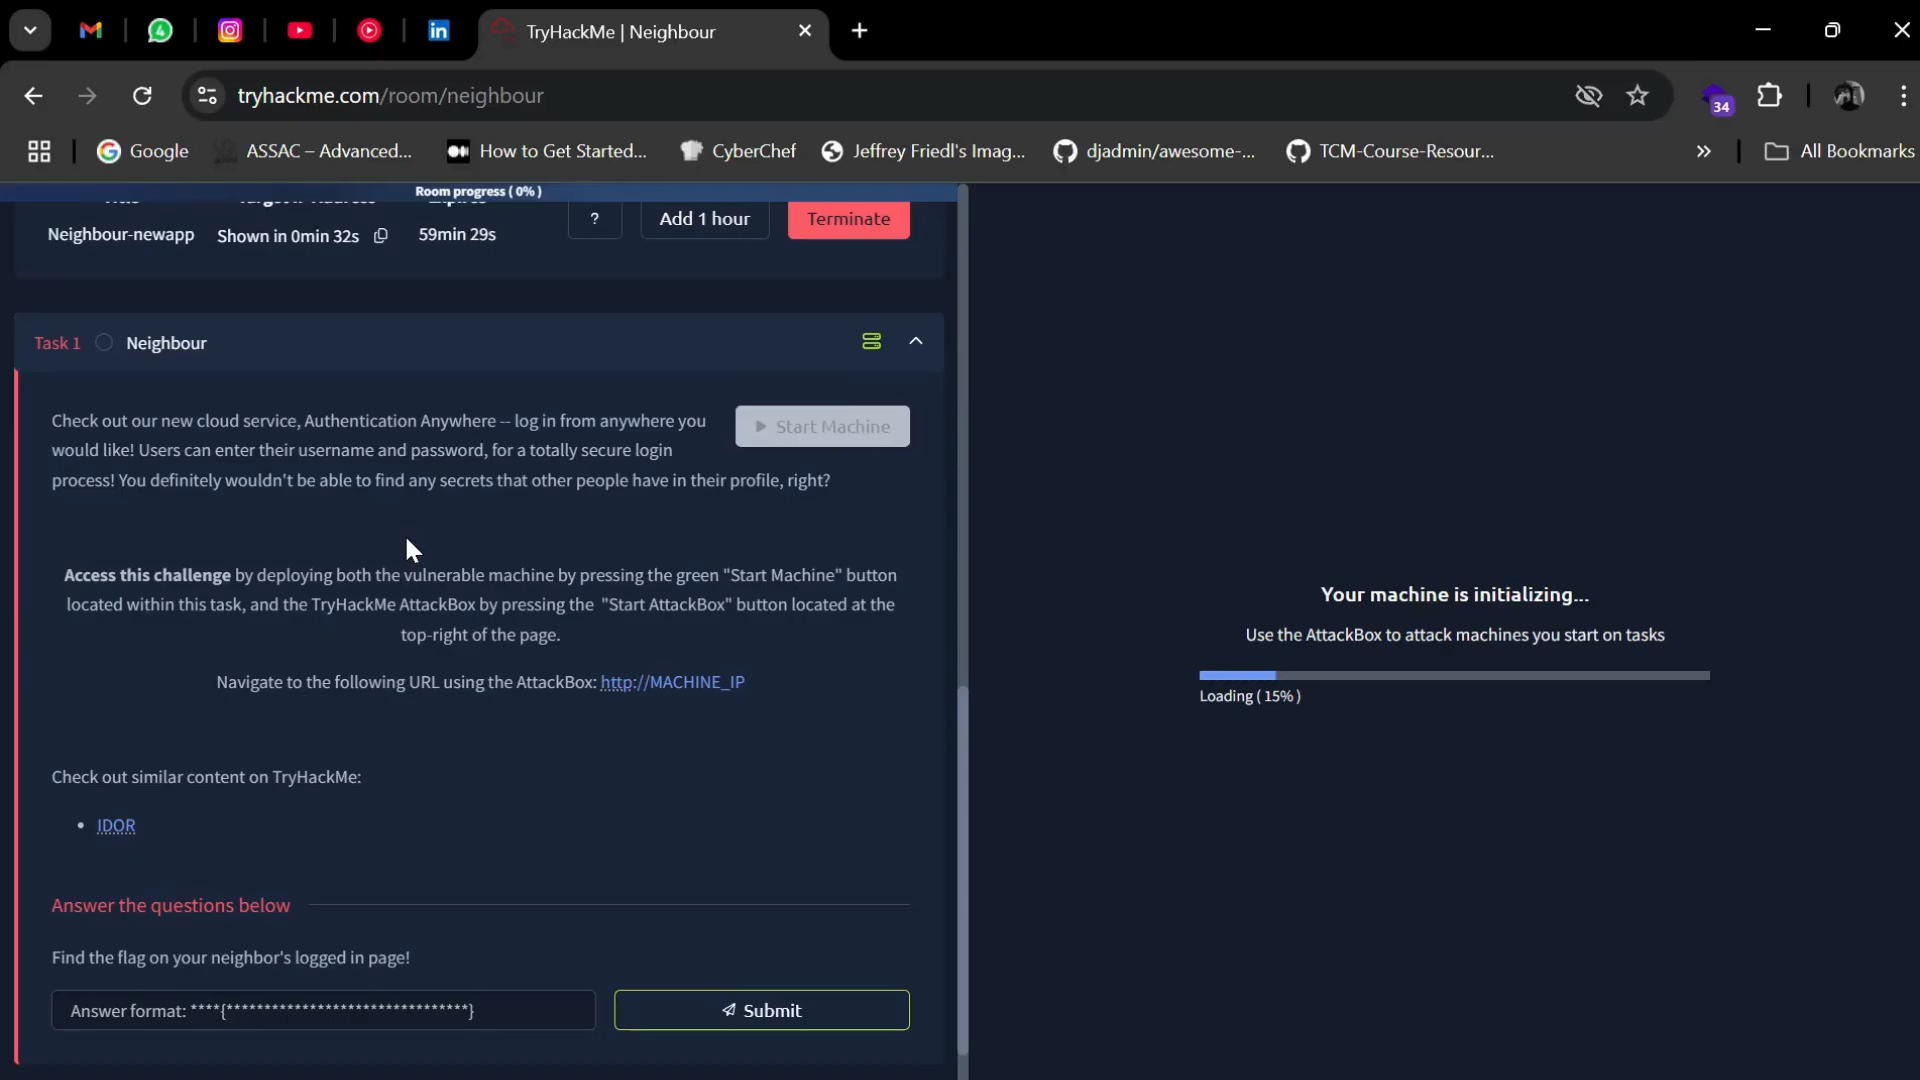 4
TryHackMe | Neighbour
tryhackme.com/room/neighbour
34
Google
ASSAC – Advanced...
How to Get Started...
CyberChef
Jeffrey Friedl's Imag...
djadmin/awesome-...
TCM-Course-Resour...
All Bookmarks
Room progress ( 0% )
Neighbour-newapp
Shown in 0min 32s
59min 29s
?
Add 1 hour
Terminate
Task 1
Neighbour
Check out our new cloud service, Authentication Anywhere -- log in from anywhere you
would like! Users can enter their username and password, for a totally secure login
process! You definitely wouldn't be able to find any secrets that other people have in their profile, right?
Start Machine
Access this challenge by deploying both the vulnerable machine by pressing the green "Start Machine" button
located within this task, and the TryHackMe AttackBox by pressing the "Start AttackBox" button located at the
top-right of the page.
Navigate to the following URL using the AttackBox: http://MACHINE_IP
Check out similar content on TryHackMe:
• IDOR
Answer the questions below
Find the flag on your neighbor's logged in page!
Answer format: ****{********************************}
Submit
Your machine is initializing...
Use the AttackBox to attack machines you start on tasks
Loading ( 15% )